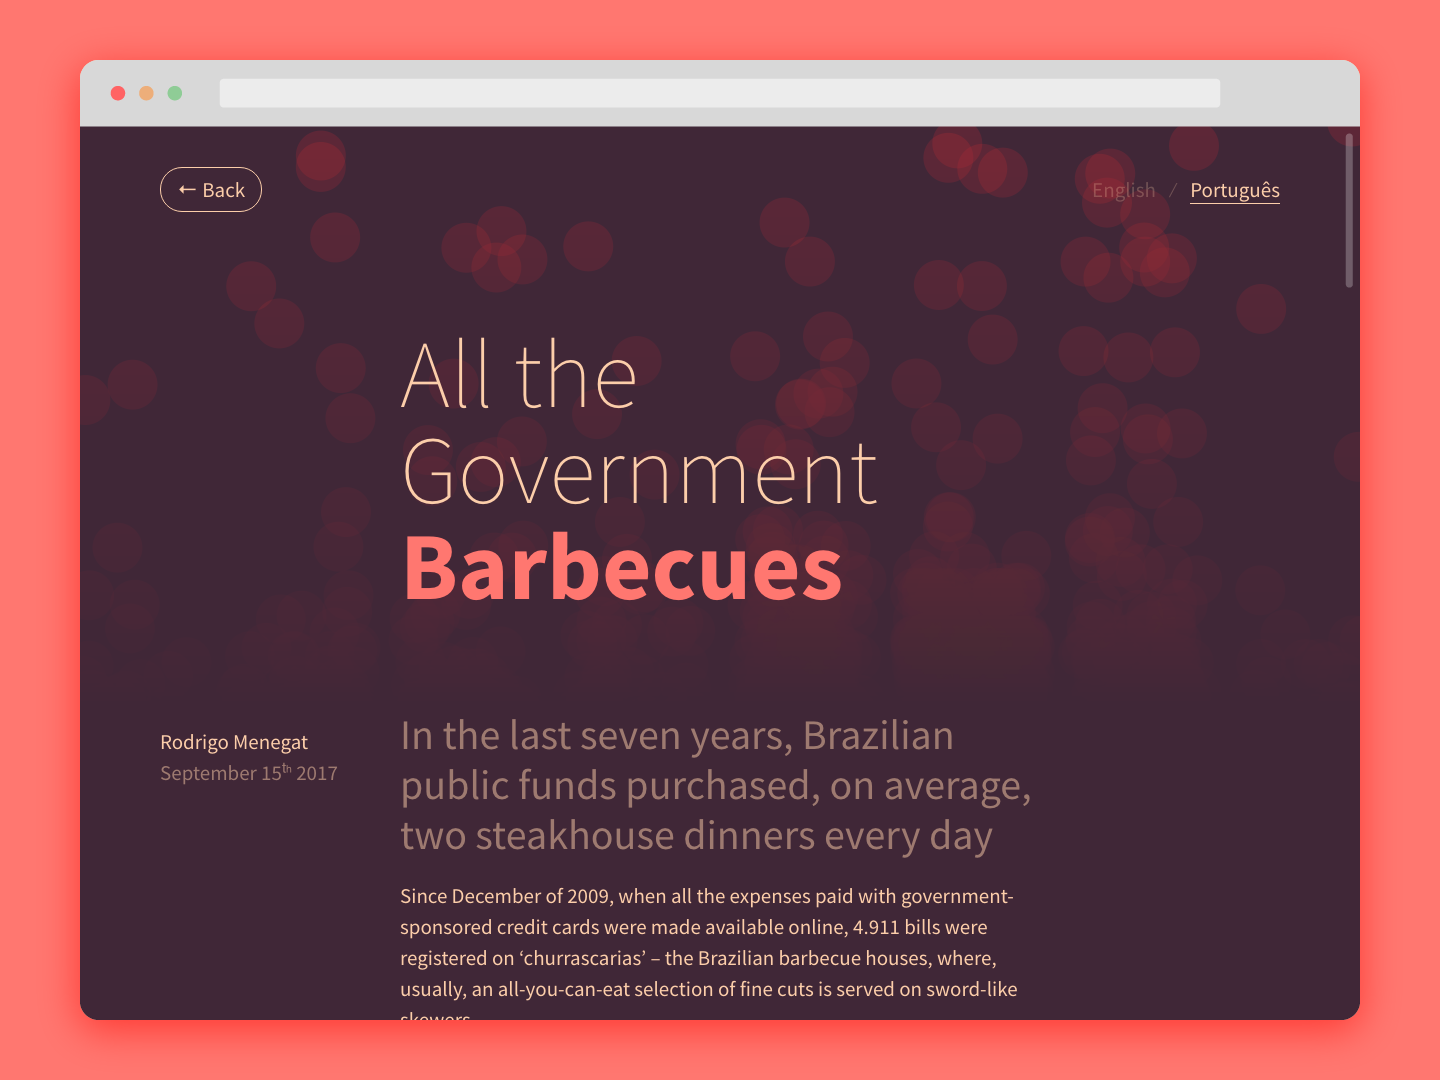 ← Back
English / Português
All the
Government
Barbecues
Rodrigo Menegat
September 15th 2017
In the last seven years, Brazilian
public funds purchased, on average,
two steakhouse dinners every day
Since December of 2009, when all the expenses paid with government-
sponsored credit cards were made available online, 4.911 bills were
registered on ‘churrascarias’ – the Brazilian barbecue houses, where,
usually, an all-you-can-eat selection of fine cuts is served on sword-like
skewers.